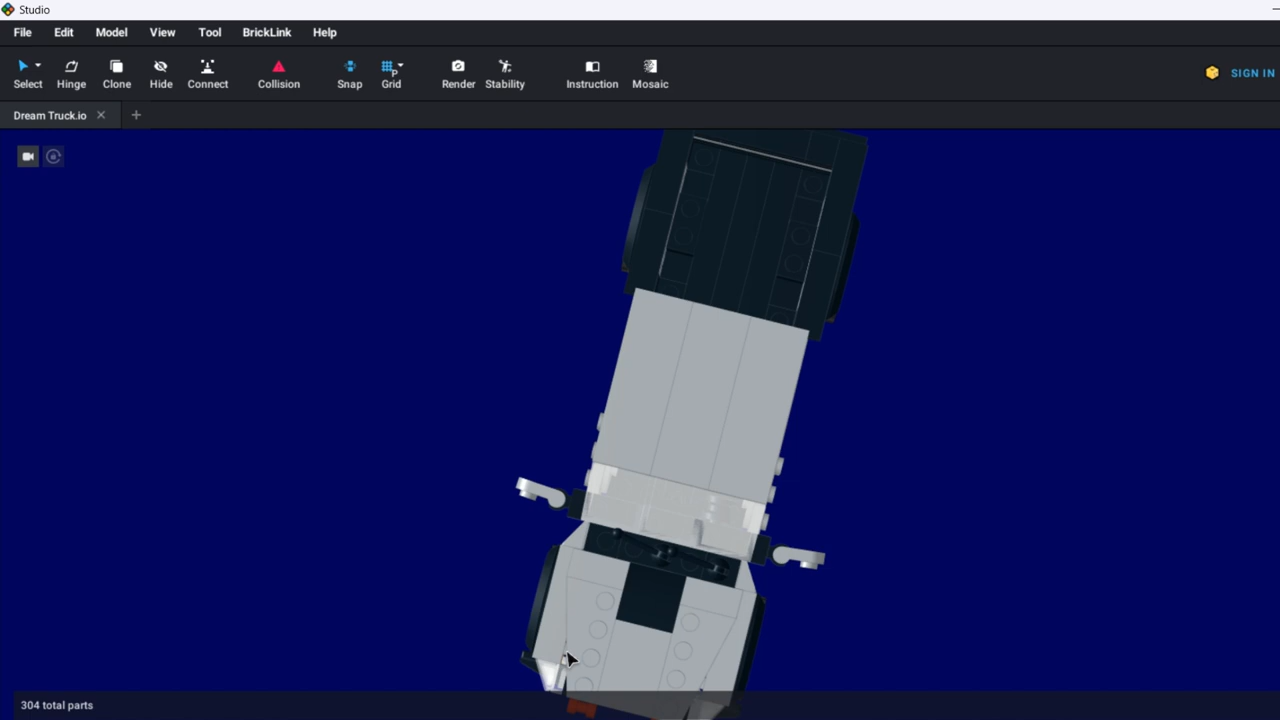 Studio
File Edit Model View Tool BrickLink Help
Select Hinge Clone Hide Connect Collision Snap Grid Render Stability Instruction Mosaic SIGN IN
Dream Truck.io
304 total parts